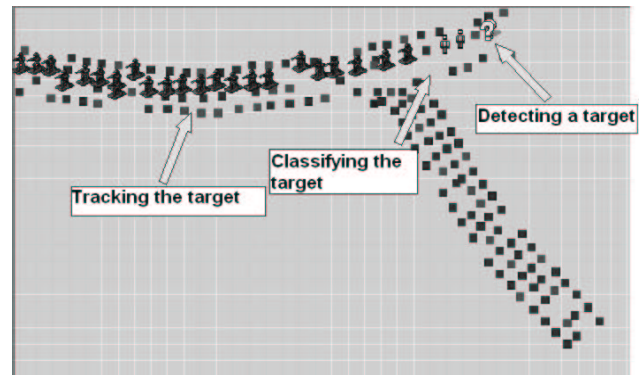 Detecting a target
Classifying the
target
Tracking the target